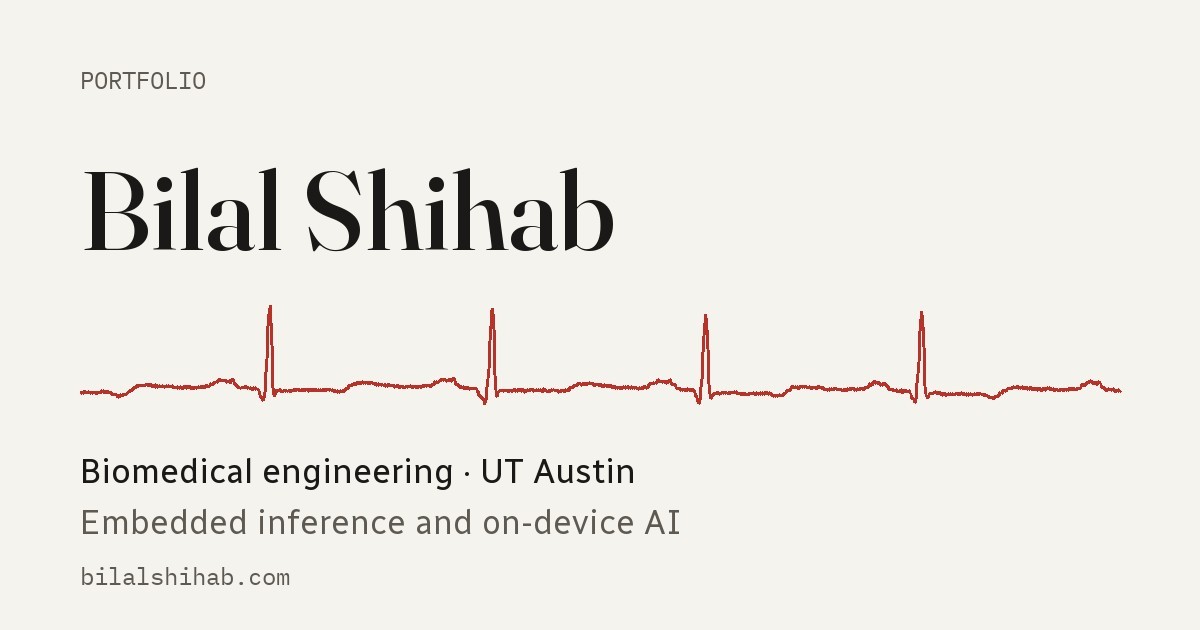 PORTFOLIO
Bilal Shihab
Biomedical engineering · UT Austin
Embedded inference and on-device AI
bilalshihab.com